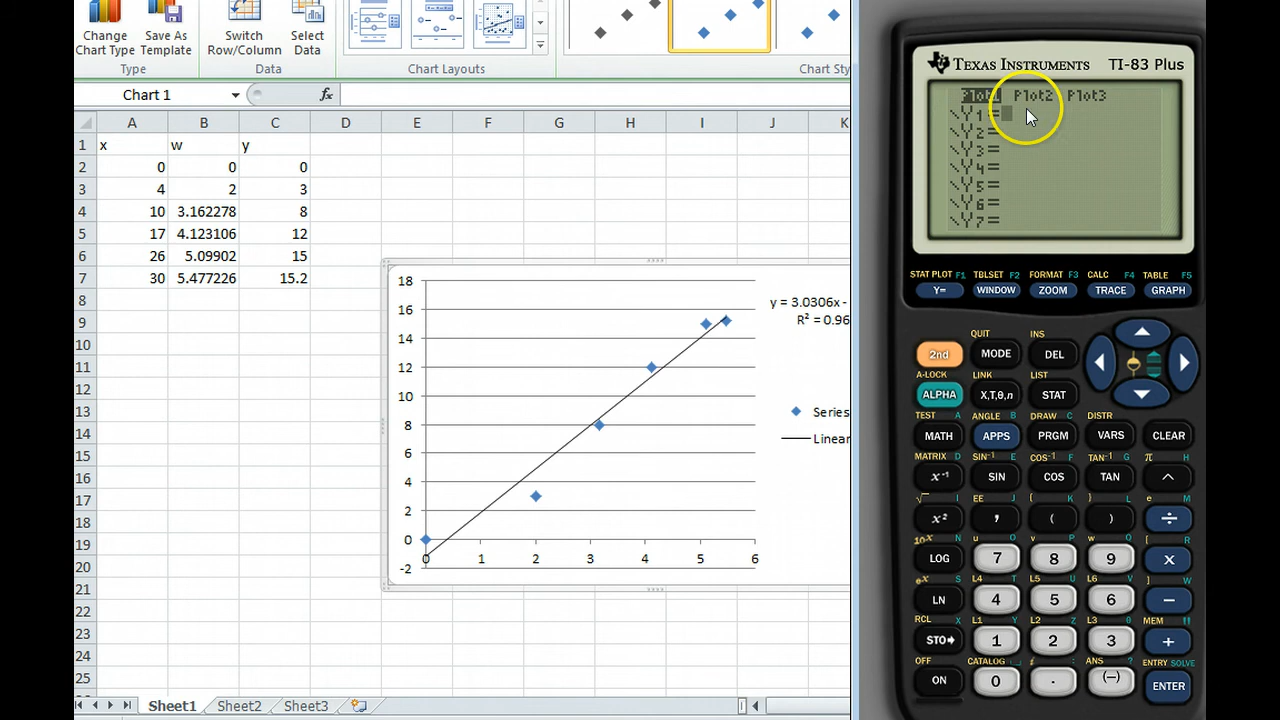 Change
Chart Type
Save As
Template
Switch
Row/Column
Select
Data
Type
Data
Chart Layouts
Chart Sty
Chart 1
fx
A B C D E F G H I J K
1 x w y
2 0 0 0
3 4 2 3
4 10 3.162278 8
5 17 4.123106 12
6 26 5.09902 15
7 30 5.477226 15.2
8
9
10
11
12
13
14
15
16
17
18
19
20
21
22
23
24
25
18
16
14
12
10
8
6
4
2
0
-2
0 1 2 3 4 5 6
y = 3.0306x -
R² = 0.96
Series
Linear
Sheet1 Sheet2 Sheet3
TEXAS INSTRUMENTS TI-83 Plus
Plot1 Plot2 Plot3
\Y1=
\Y2=
\Y3=
\Y4=
\Y5=
\Y6=
\Y7=
STAT PLOT F1 TBLSET F2 FORMAT F3 CALC F4 TABLE F5
Y= WINDOW ZOOM TRACE GRAPH
QUIT INS
2nd MODE DEL
A-LOCK LINK LIST
ALPHA X,T,θ,n STAT
TEST A ANGLE B DRAW C DISTR
MATH APPS PRGM VARS CLEAR
MATRIX D SIN⁻¹ E COS⁻¹ F TAN⁻¹ G π H
x⁻¹ SIN COS TAN ^
√ I EE J { K } L e M
x² , ( ) ÷
10ˣ N u O v P w Q [ R
LOG 7 8 9 X
eˣ S L4 T L5 U L6 V ] W
LN 4 5 6 −
RCL X L1 Y L2 Z L3 θ MEM "
STO➔ 1 2 3 +
OFF CATALOG ⎵ i : ANS ? ENTRY SOLVE
ON 0 . (−) ENTER